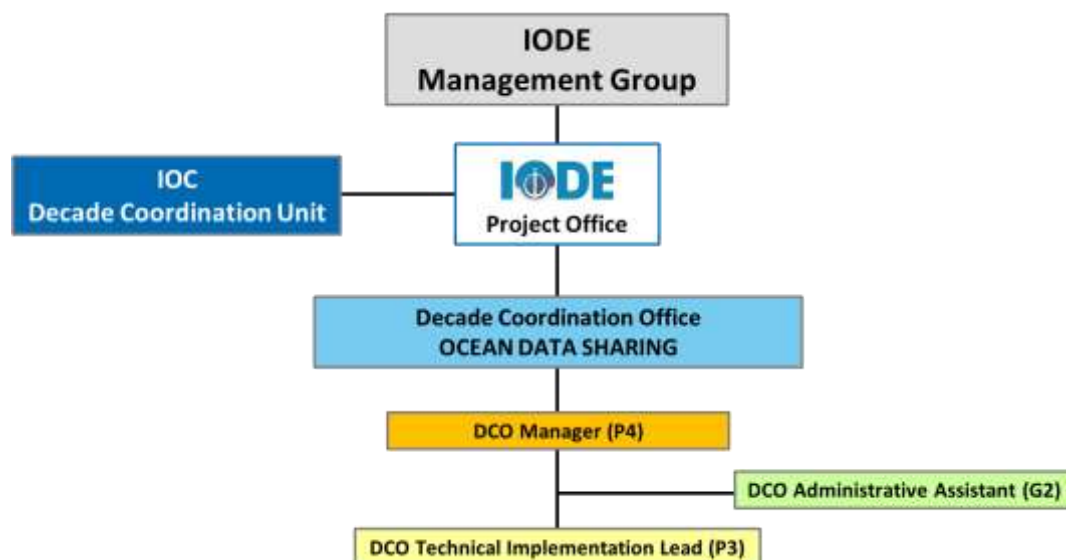 IODE
Management Group
IOC
Decade Coordination Unit
IODE
Project Office
Decade Coordination Office
OCEAN DATA SHARING
DCO Manager (P4)
DCO Administrative Assistant (G2)
DCO Technical Implementation Lead (P3)